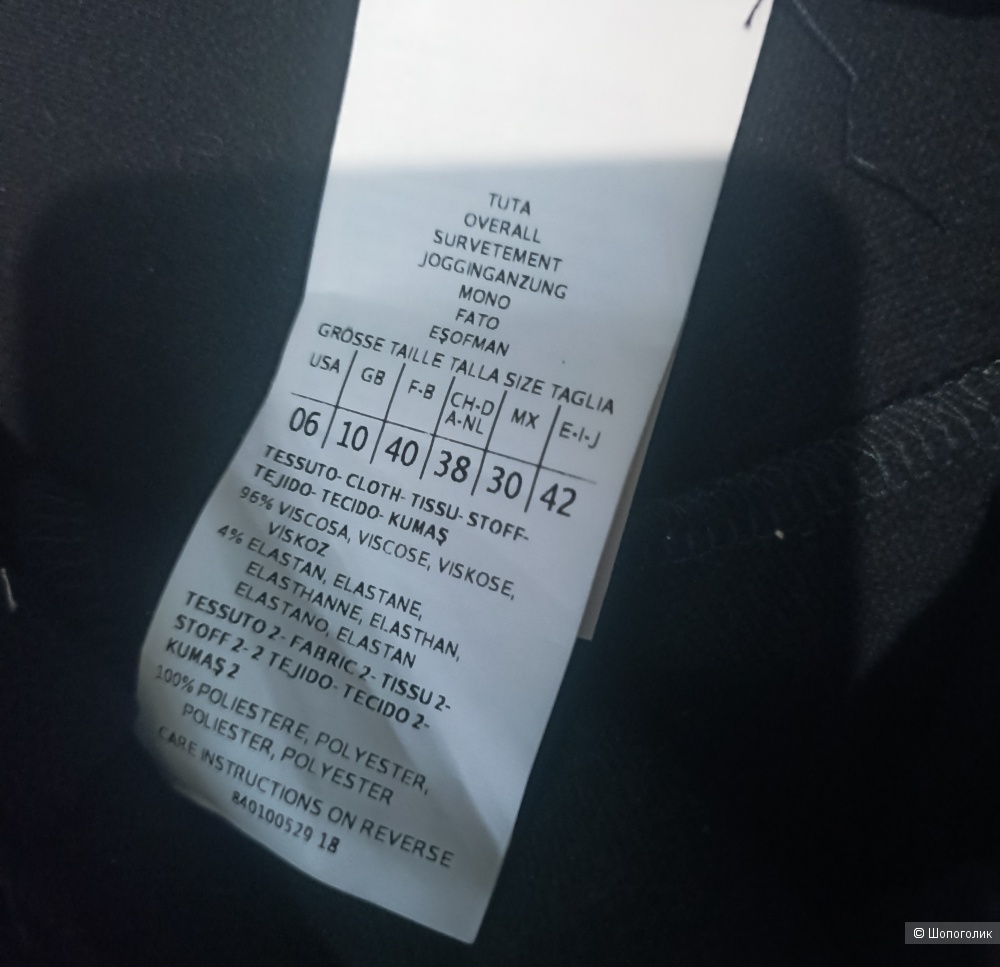 TUTA
OVERALL
SURVETEMENT
JOGGINGANZUNG
MONO
FATO
EŞOFMAN
GRÖSSE TAILLE TALLA SIZE TAGLIA
USA GB F-B CH-D A-NL MX E-I-J
06 10 40 38 30 42
TESSUTO- CLOTH- TISSU- STOFF-
TEJIDO- TECIDO- KUMAŞ
96% VISCOSA, VISCOSE, VISKOSE,
VİSKOZ
4% ELASTAN, ELASTANE,
ELASTHANNE, ELASTHAN,
ELASTANO, ELASTAN
TESSUTO 2- FABRIC 2- TISSU 2-
STOFF 2- 2 TEJIDO- TECIDO 2-
KUMAŞ 2
100% POLIESTERE, POLYESTER,
POLIESTER, POLYESTER
CARE INSTRUCTIONS ON REVERSE
840100529 18
© Шопоголик